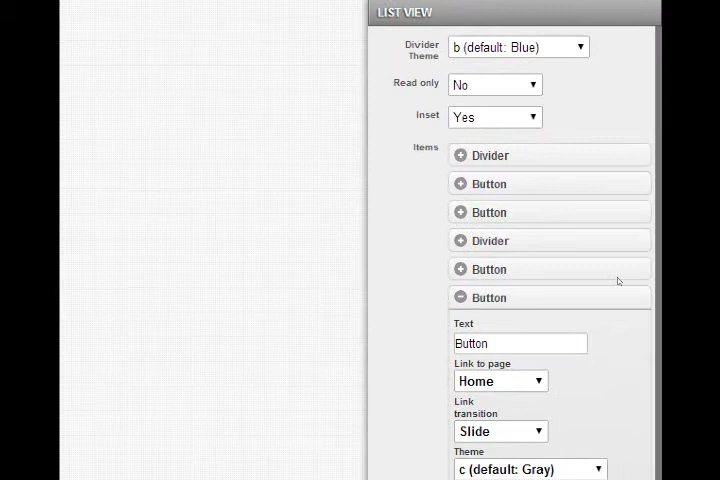 LIST VIEW
Divider
Theme
b (default: Blue)
Read only
No
Inset
Yes
Items
Divider
Button
Button
Divider
Button
Button
Text
Button
Link to page
Home
Link
transition
Slide
Theme
c (default: Gray)